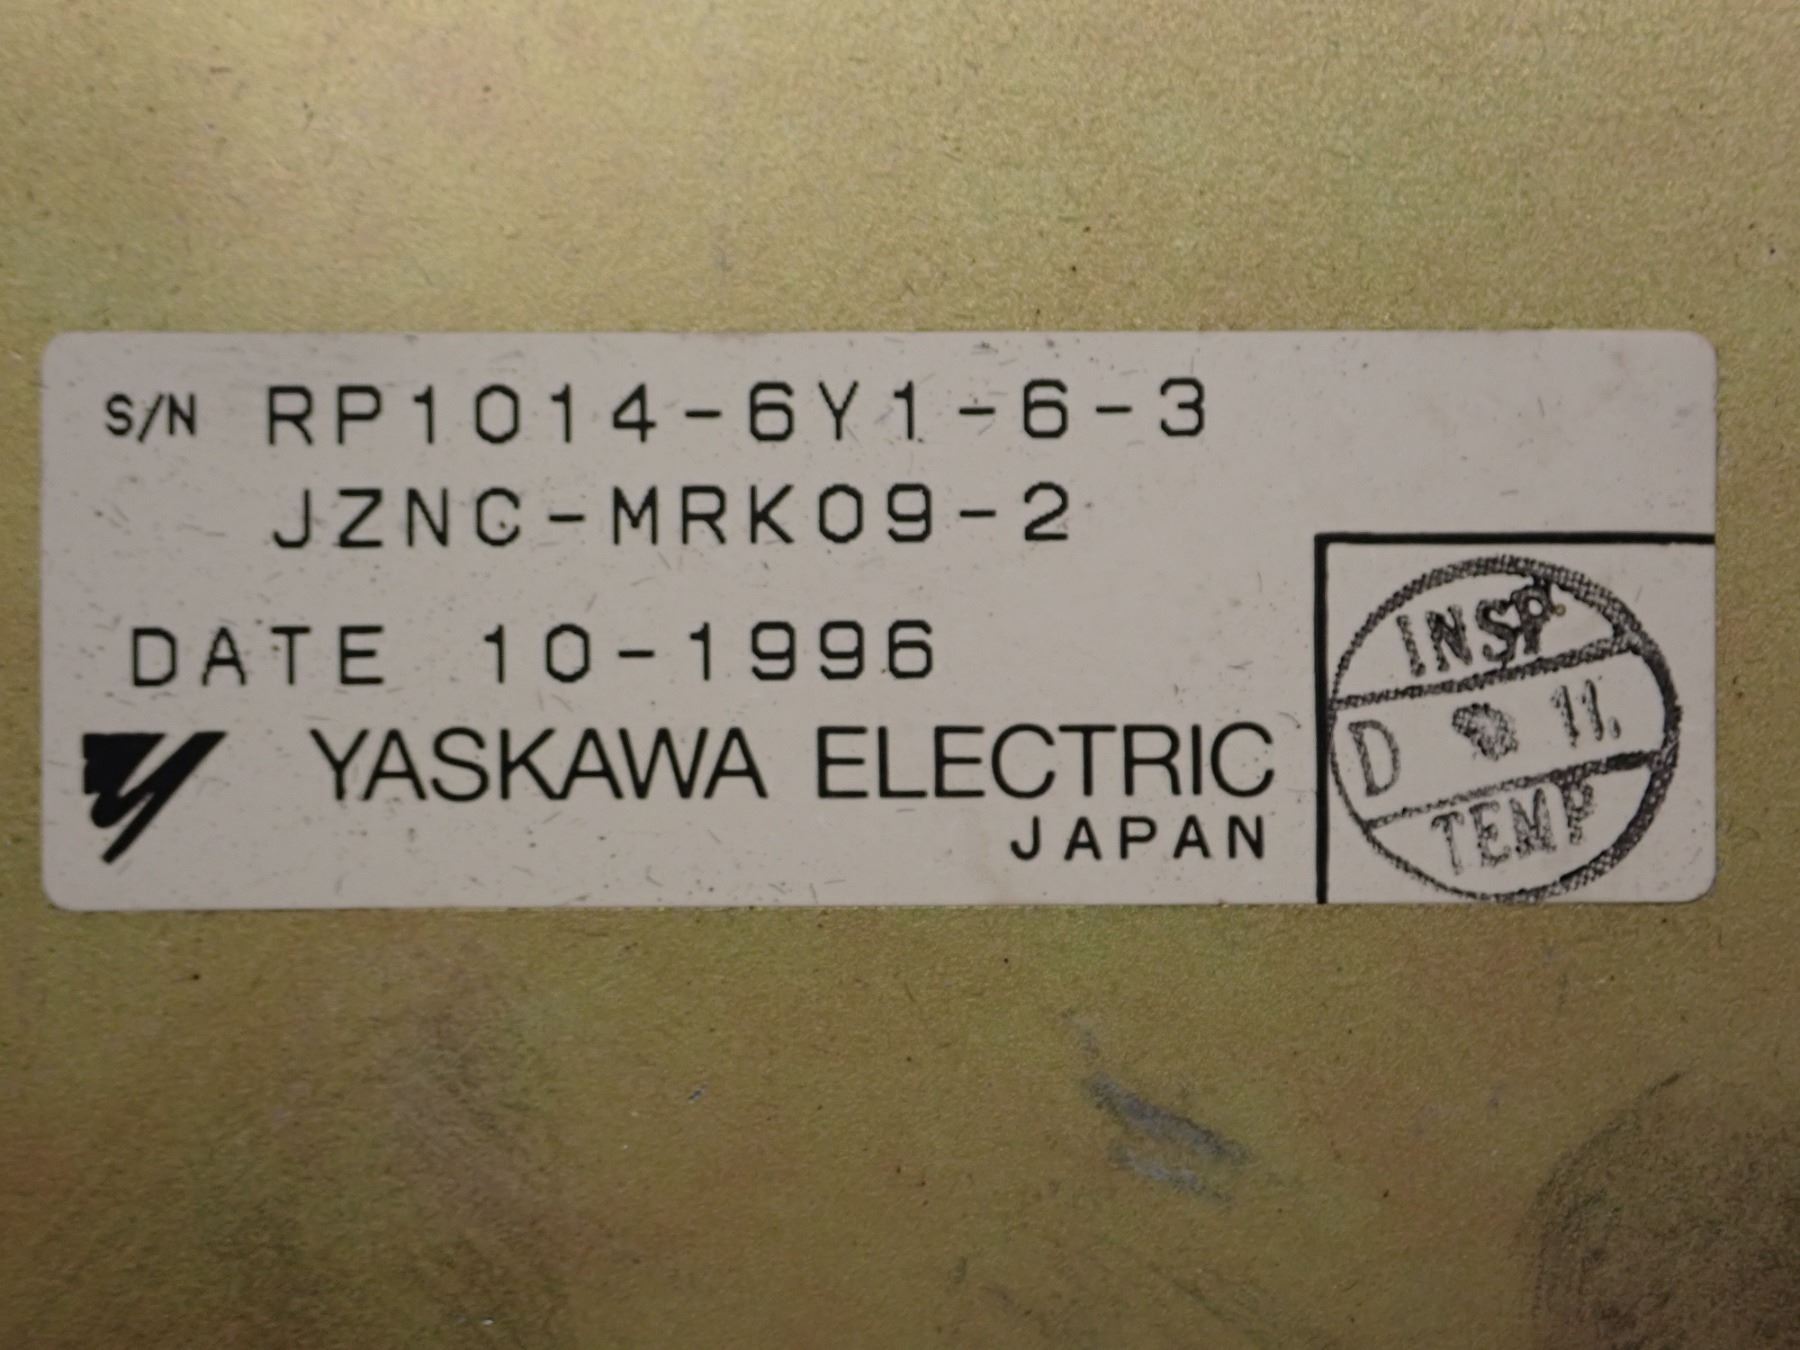 S/N RP1014-6Y1-6-3
JZNC-MRK09-2
DATE 10-1996
YASKAWA ELECTRIC
JAPAN
INSP.
D 11.
TEMP